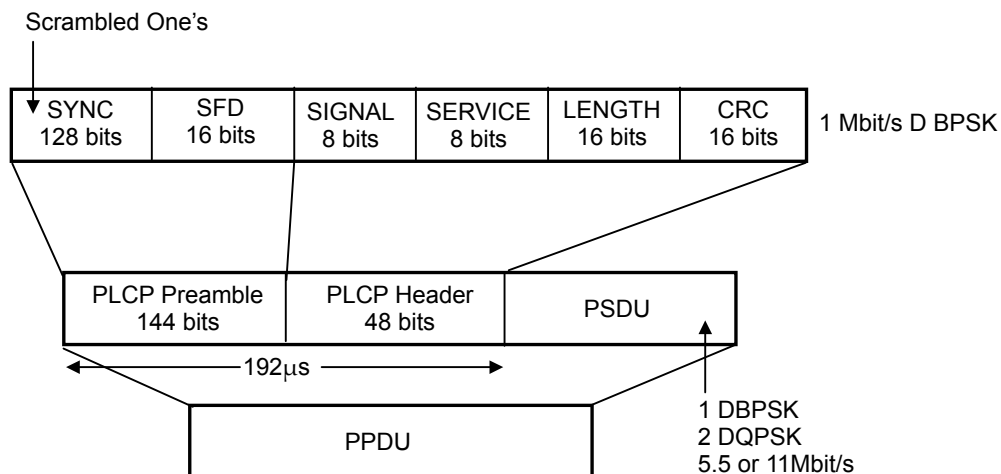 Scrambled One's
SYNC
128 bits
SFD
16 bits
SIGNAL
8 bits
SERVICE
8 bits
LENGTH
16 bits
CRC
16 bits
1 Mbit/s D BPSK
PLCP Preamble
144 bits
PLCP Header
48 bits
PSDU
192μs
1 DBPSK
2 DQPSK
5.5 or 11Mbit/s
PPDU